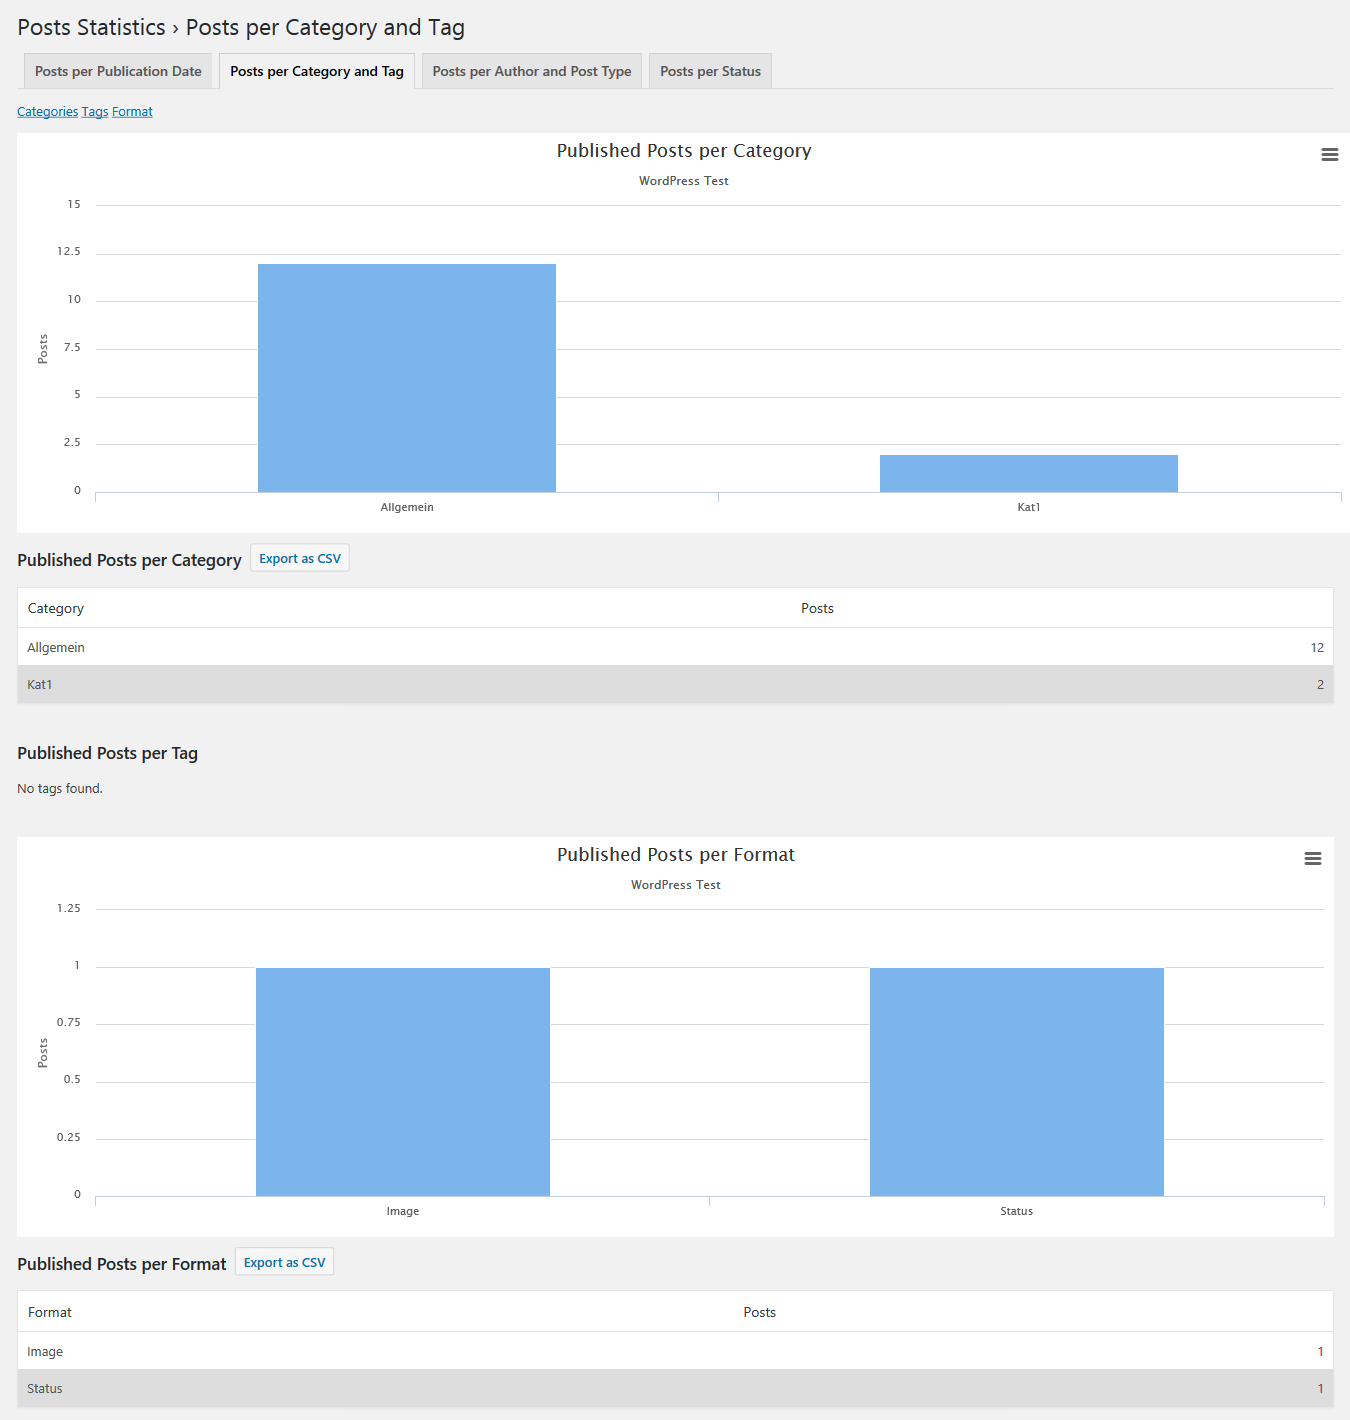 Posts Statistics › Posts per Category and Tag
Posts per Publication Date Posts per Category and Tag Posts per Author and Post Type Posts per Status
Categories Tags Format
Published Posts per Category
WordPress Test
15
12.5
10
7.5
5
2.5
0
Posts
Allgemein Kat1
Published Posts per Category Export as CSV
Category Posts
Allgemein 12
Kat1 2
Published Posts per Tag
No tags found.
Published Posts per Format
WordPress Test
1.25
1
0.75
0.5
0.25
0
Posts
Image Status
Published Posts per Format Export as CSV
Format Posts
Image 1
Status 1